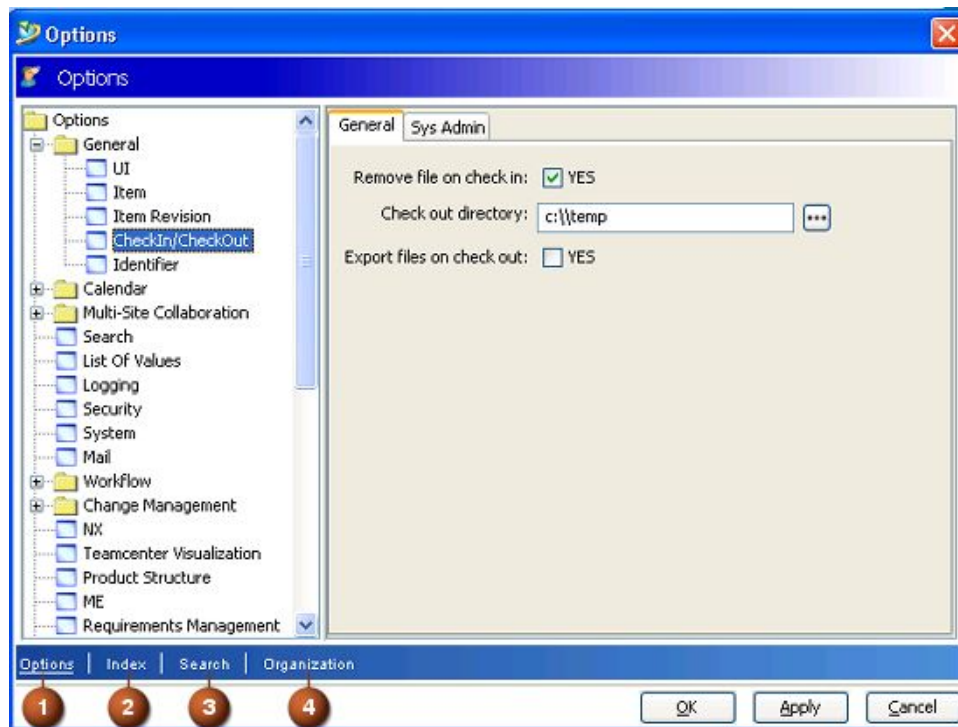 Options
Options
Options
General
UI
Item
Item Revision
CheckIn/CheckOut
Identifier
Calendar
Multi-Site Collaboration
Search
List Of Values
Logging
Security
System
Mail
Workflow
Change Management
NX
Teamcenter Visualization
Product Structure
ME
Requirements Management
General Sys Admin
Remove file on check in: YES
Check out directory: c:\\temp ...
Export files on check out: YES
Options | Index | Search | Organization
1 2 3 4
OK Apply Cancel